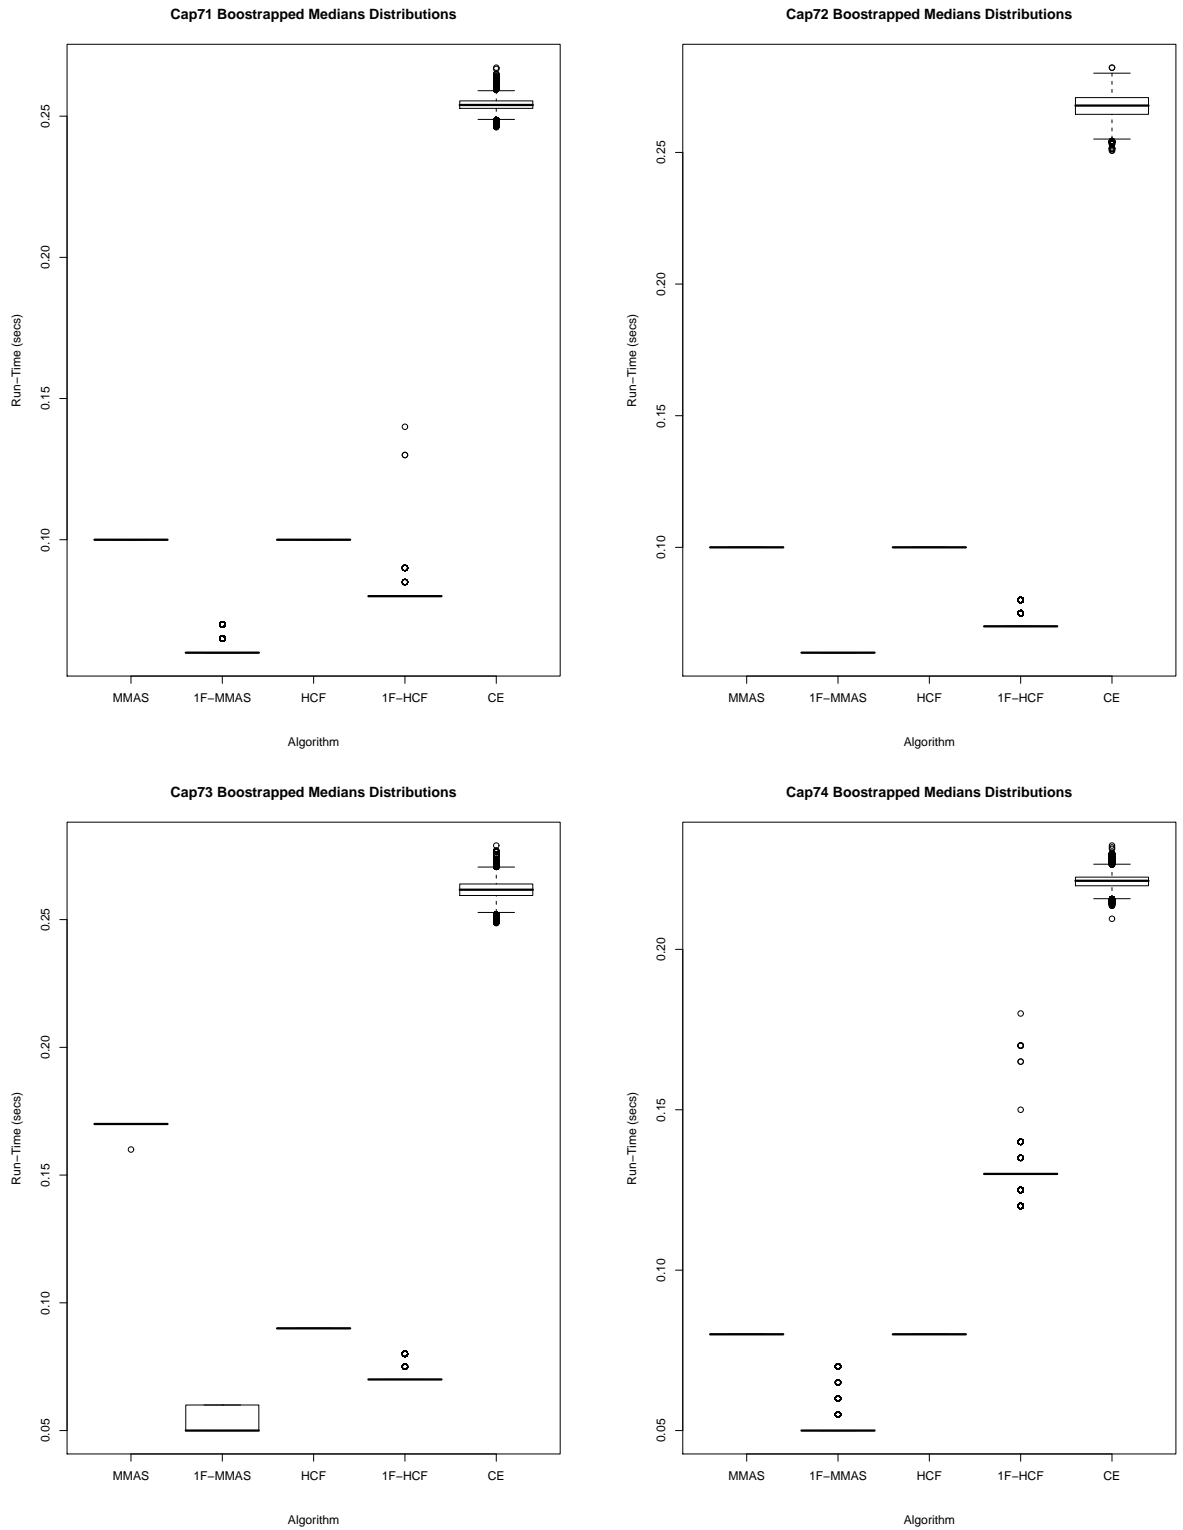 Cap71 Boostrapped Medians Distributions
Run−Time (secs)
0.25
0.20
0.15
0.10
MMAS 1F−MMAS HCF 1F−HCF CE
Algorithm
Cap72 Boostrapped Medians Distributions
Run−Time (secs)
0.25
0.20
0.15
0.10
MMAS 1F−MMAS HCF 1F−HCF CE
Algorithm
Cap73 Boostrapped Medians Distributions
Run−Time (secs)
0.25
0.20
0.15
0.10
0.05
MMAS 1F−MMAS HCF 1F−HCF CE
Algorithm
Cap74 Boostrapped Medians Distributions
Run−Time (secs)
0.20
0.15
0.10
0.05
MMAS 1F−MMAS HCF 1F−HCF CE
Algorithm